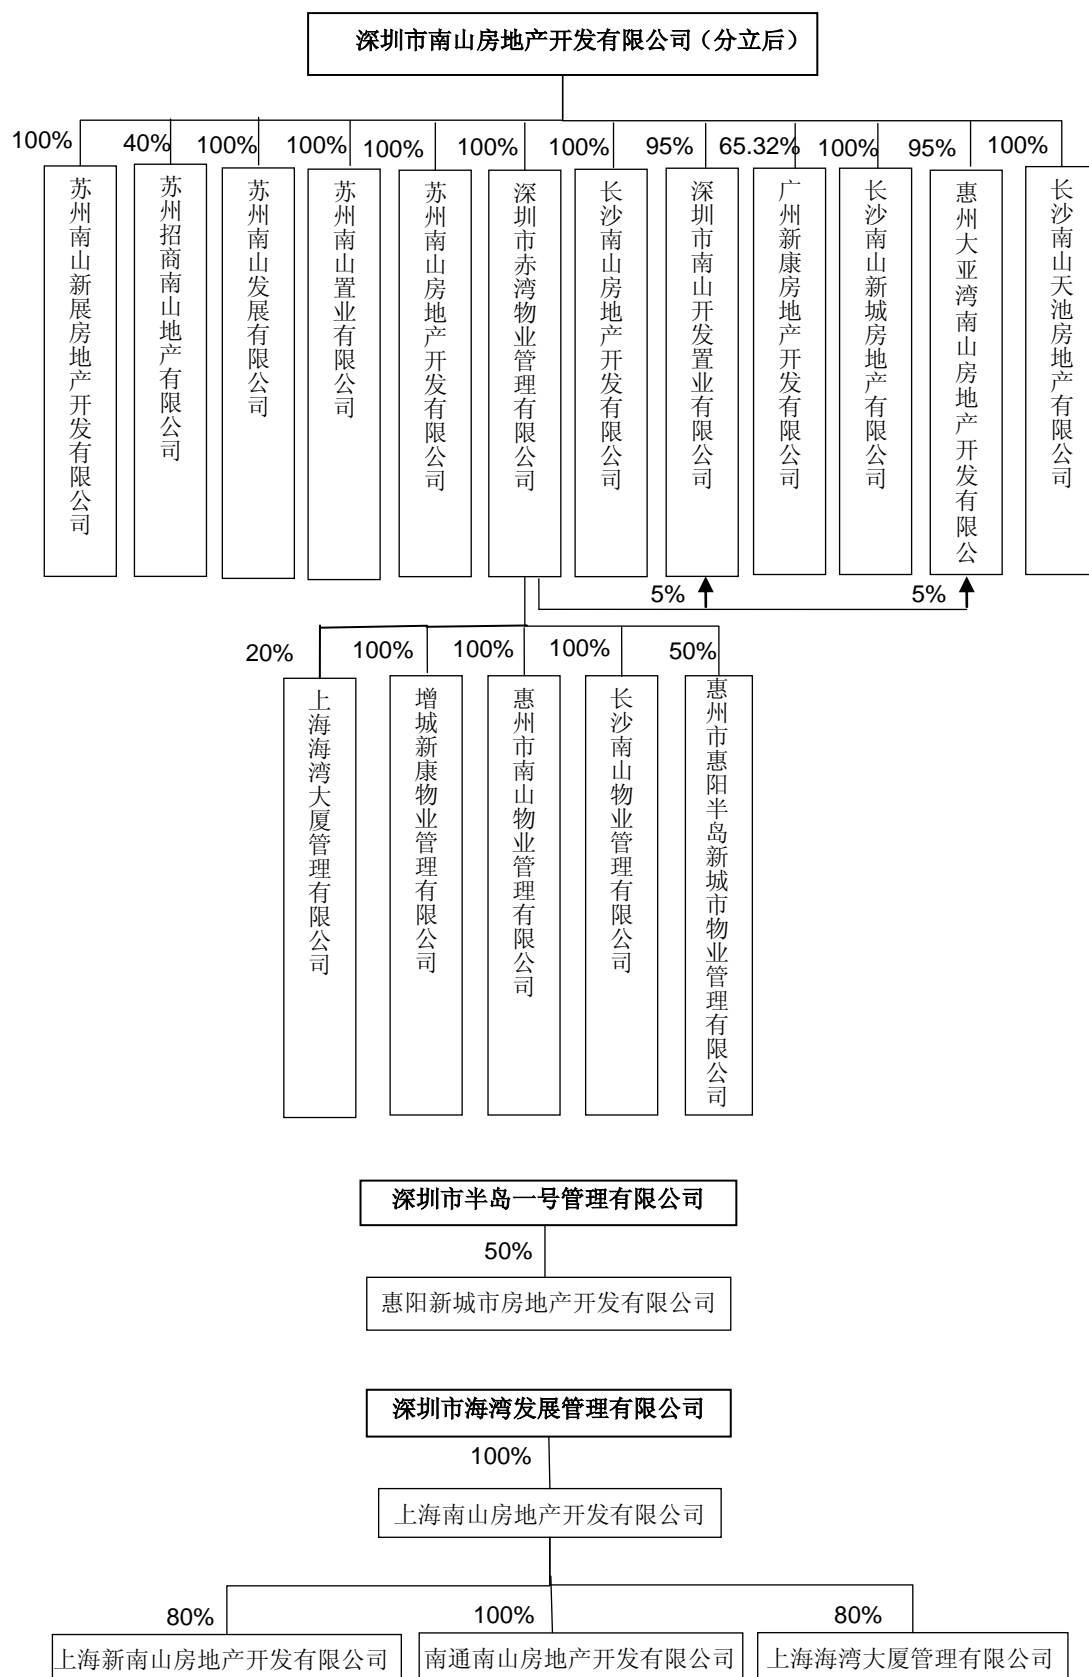 深圳市南山房地产开发有限公司（分立后）
100%
40%
100%
100%
100%
100%
100%
95%
65.32%
100%
95%
100%
苏州南山新展房地产开发有限公司
苏州招商南山地产有限公司
苏州南山发展有限公司
苏州南山置业有限公司
苏州南山房地产开发有限公司
深圳市赤湾物业管理有限公司
长沙南山房地产开发有限公司
深圳市南山开发置业有限公司
广州新康房地产开发有限公司
长沙南山新城房地产有限公司
惠州大亚湾南山房地产开发有限公
长沙南山天池房地产有限公司
5%
5%
20%
100%
100%
100%
50%
上海海湾大厦管理有限公司
增城新康物业管理有限公司
惠州市南山物业管理有限公司
长沙南山物业管理有限公司
惠州市惠阳半岛新城市物业管理有限公司
深圳市半岛一号管理有限公司
50%
惠阳新城市房地产开发有限公司
深圳市海湾发展管理有限公司
100%
上海南山房地产开发有限公司
80%
100%
80%
上海新南山房地产开发有限公司
南通南山房地产开发有限公司
上海海湾大厦管理有限公司